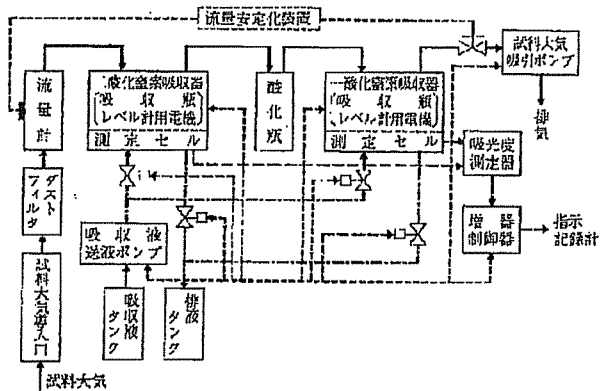 流量安定化装置
流量計
ダスト
フィルタ
試料大気導入口
試料大気
二酸化窒素吸収器
吸収瓶
レベル計用電機
測定セル
酸化瓶
一酸化窒素吸収器
吸収瓶
レベル計用電機
測定セル
試料大気
吸引ポンプ
排気
吸光度
測定器
増器
制御器
指示
記録計
吸収液
送液ポンプ
吸収液
タンク
排液
タンク